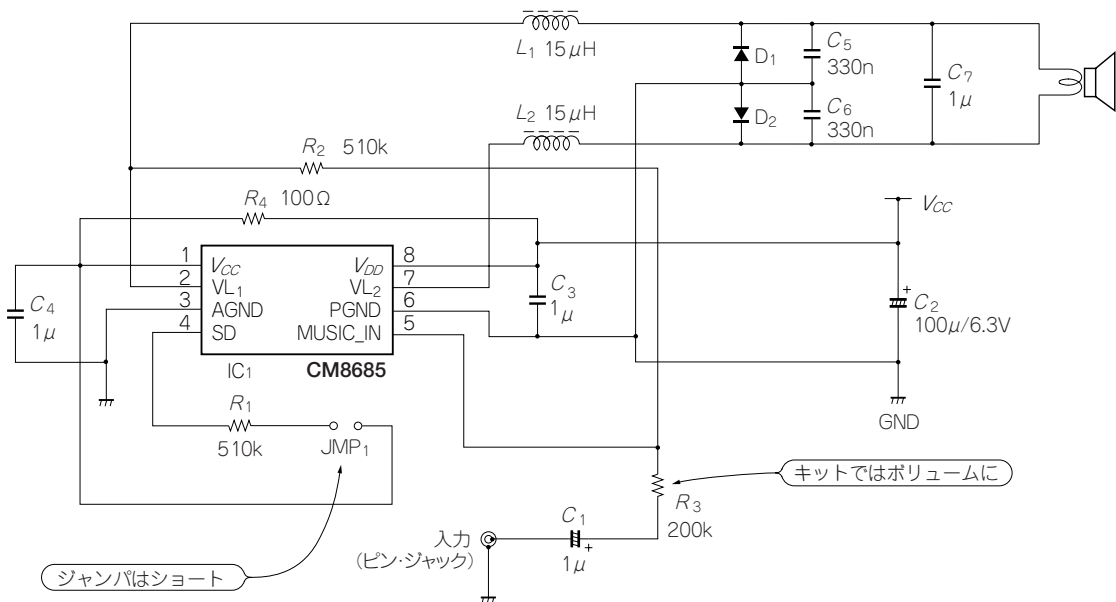 L1 15μH
D1
C5
330n
C7
1μ
L2 15μH
D2
C6
330n
R2 510k
R4 100Ω
VCC
1
VCC
VDD
8
2
VL1
VL2
7
3
AGND
PGND
6
4
SD
MUSIC_IN
5
C4
1μ
C3
1μ
+
C2
100μ/6.3V
IC1
CM8685
GND
R1
510k
JMP1
キットではボリュームに
R3
200k
C1
+
1μ
入力
(ピン・ジャック)
ジャンパはショート